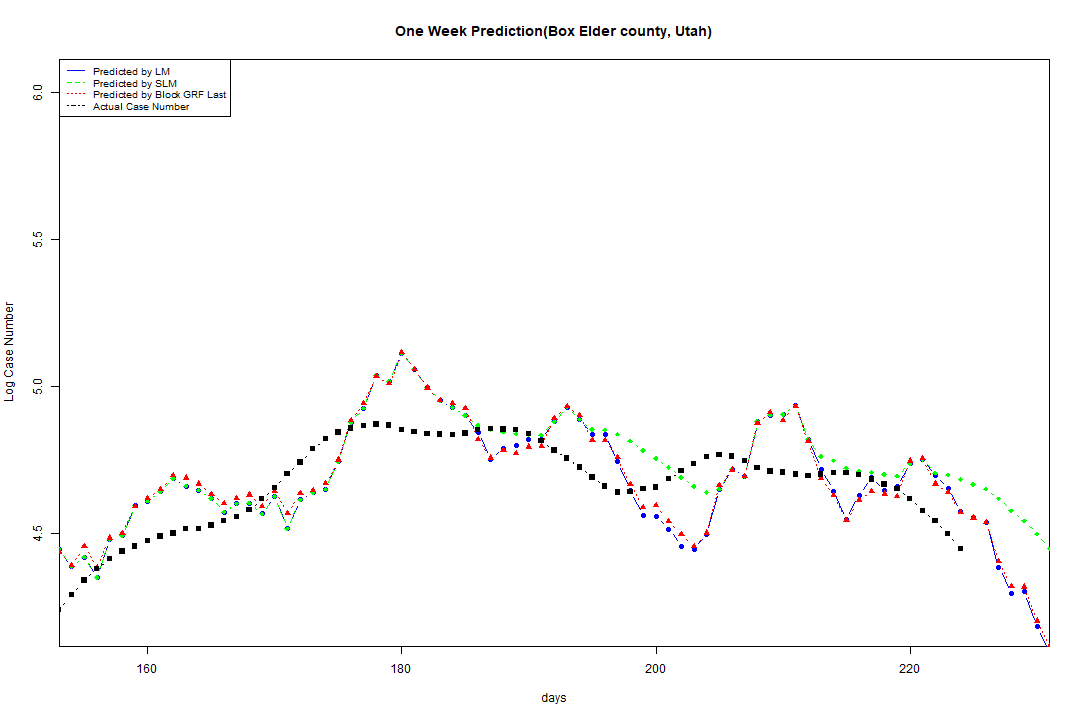 One Week Prediction(Box Elder county, Utah)
Predicted by LM
Predicted by SLM
Predicted by Block GRF Last
Actual Case Number
6.0
5.5
5.0
4.5
Log Case Number
160
180
200
220
days